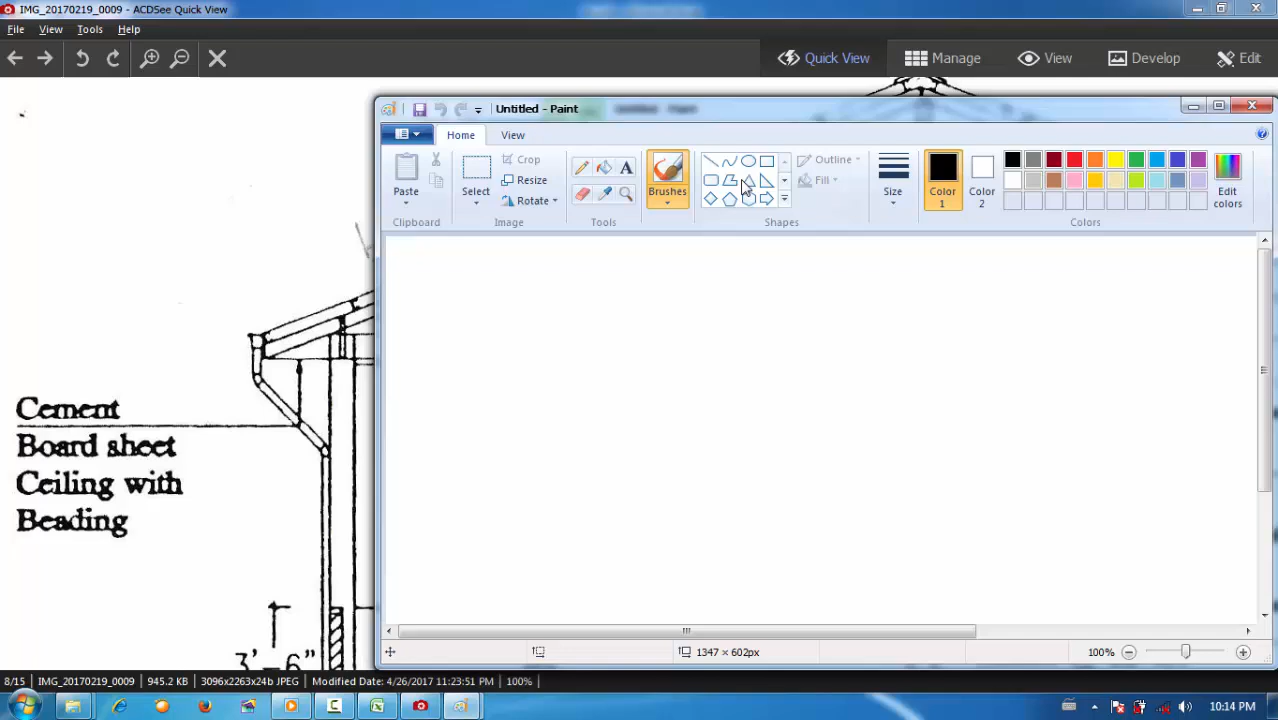 IMG_20170219_0009 - ACDSee Quick View
File View Tools Help
Quick View Manage View Develop Edit
Untitled - Paint
Home View
Paste Select Crop Resize Rotate Brushes Outline Fill Size Color 1 Color 2 Edit colors
Clipboard Image Tools Shapes Colors
Cement
Board sheet
Ceiling with
Beading
3'-6"
1347 × 602px 100%
8/15 IMG_20170219_0009 945.2 KB 3096x2263x24b JPEG Modified Date: 4/26/2017 11:23:51 PM 100%
10:14 PM